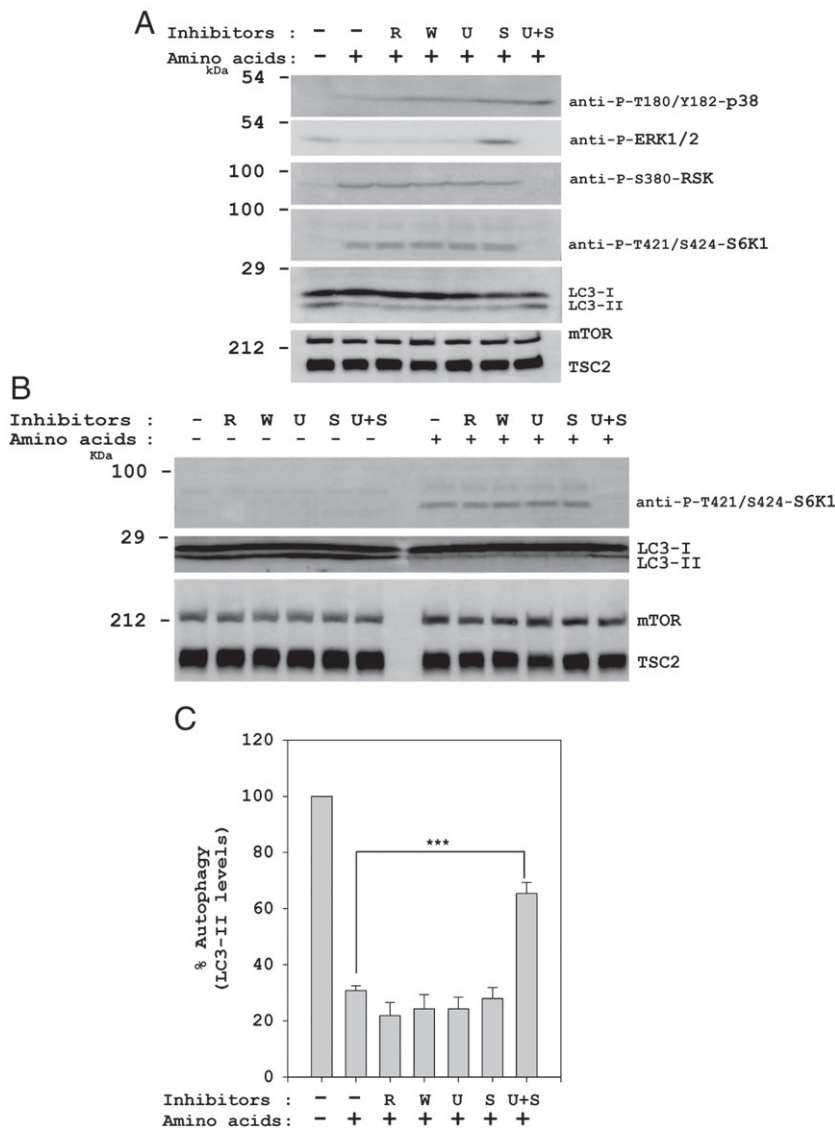 A
Inhibitors : – – R W U S U+S
Amino acids : – + + + + + +
kDa
54 –
anti-P-T180/Y182-p38
54 –
anti-P-ERK1/2
100 –
anti-P-S380-RSK
100 –
anti-P-T421/S424-S6K1
29 –
LC3-I
LC3-II
mTOR
212 –
TSC2
B
Inhibitors : – R W U S U+S – R W U S U+S
Amino acids : – – – – – – + + + + + +
KDa
100 –
anti-P-T421/S424-S6K1
29 –
LC3-I
LC3-II
212 –
mTOR
TSC2
C
120
100
80
60
40
20
0
% Autophagy
(LC3-II levels)
***
Inhibitors : – – R W U S U+S
Amino acids: – + + + + + +